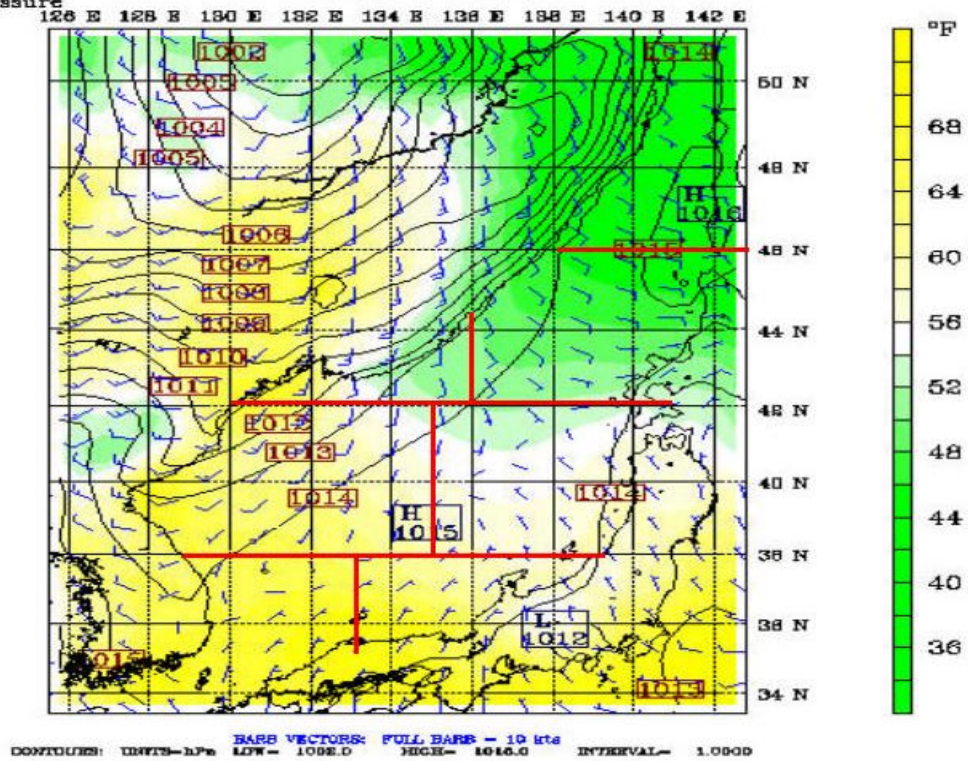 ssure
126 E 128 E 130 E 132 E 134 E 136 E 138 E 140 E 142 E
°F
1002 1014
1003 50 N
1004 68
1005 48 N
H 64
1016
1006 1015 46 N
1007 60
1008
1009 44 N 56
1010
1011 52
1012 42 N
1013 48
1014 1014 40 N
H 44
1015
38 N
40
L 36 N
1012 36
1012
1013 34 N
BARB VECTORS: FULL BARB = 10 kts
CONTOURS: UNITS=hPa LOW= 1002.0 HIGH= 1016.0 INTERVAL= 1.0000